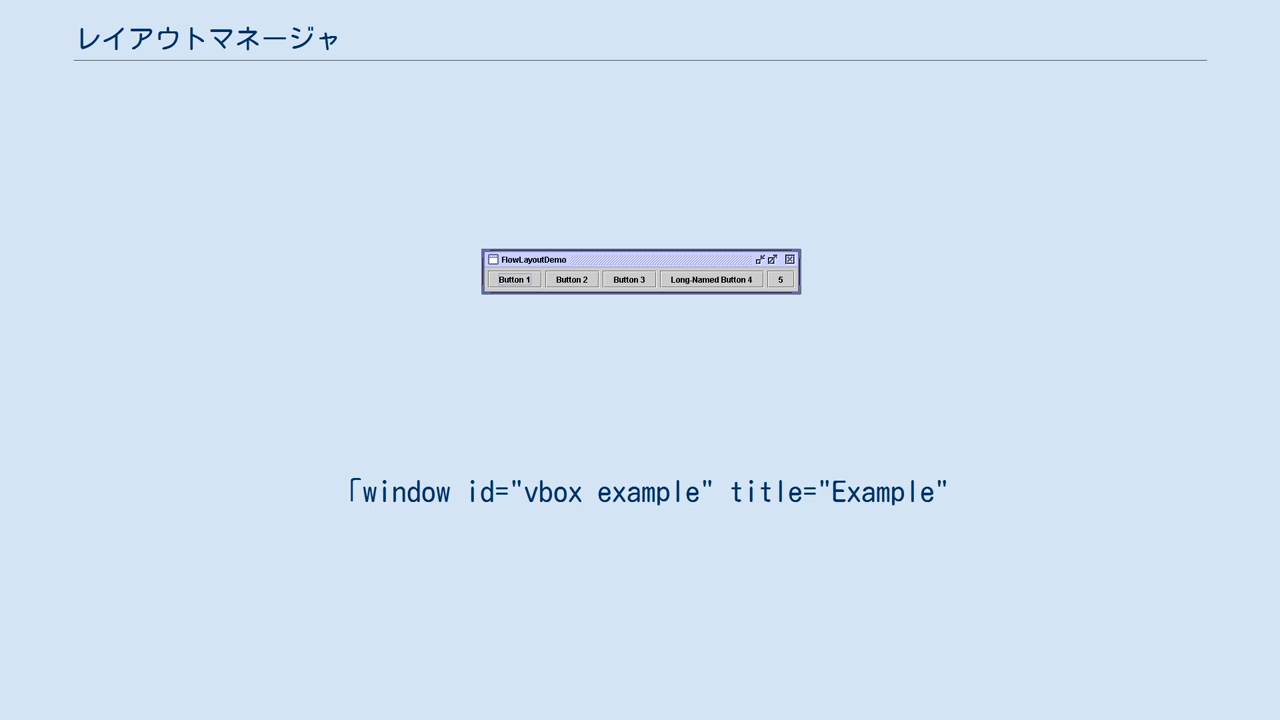 レイアウトマネージャ
FlowLayoutDemo
Button 1 Button 2 Button 3 Long-Named Button 4 5
「window id="vbox example" title="Example"